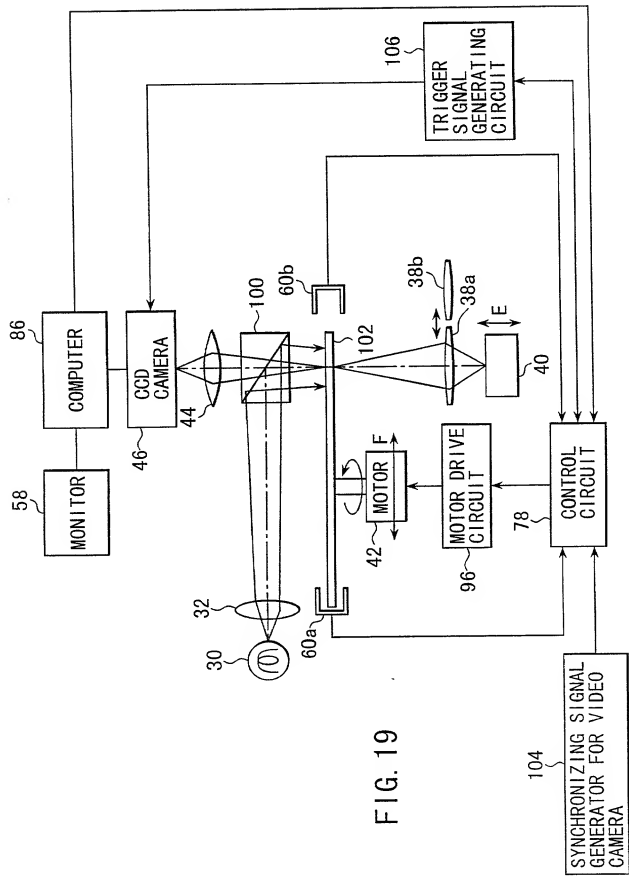 86
COMPUTER
58
MONITOR
46
CCD
CAMERA
106
TRIGGER
SIGNAL
GENERATING
CIRCUIT
44
100
60b
32
30
60a
102
38b
38a
E
40
F
MOTOR
42
MOTOR DRIVE
CIRCUIT
96
CONTROL
CIRCUIT
78
SYNCHRONIZING SIGNAL
GENERATOR FOR VIDEO
CAMERA
104
FIG. 19